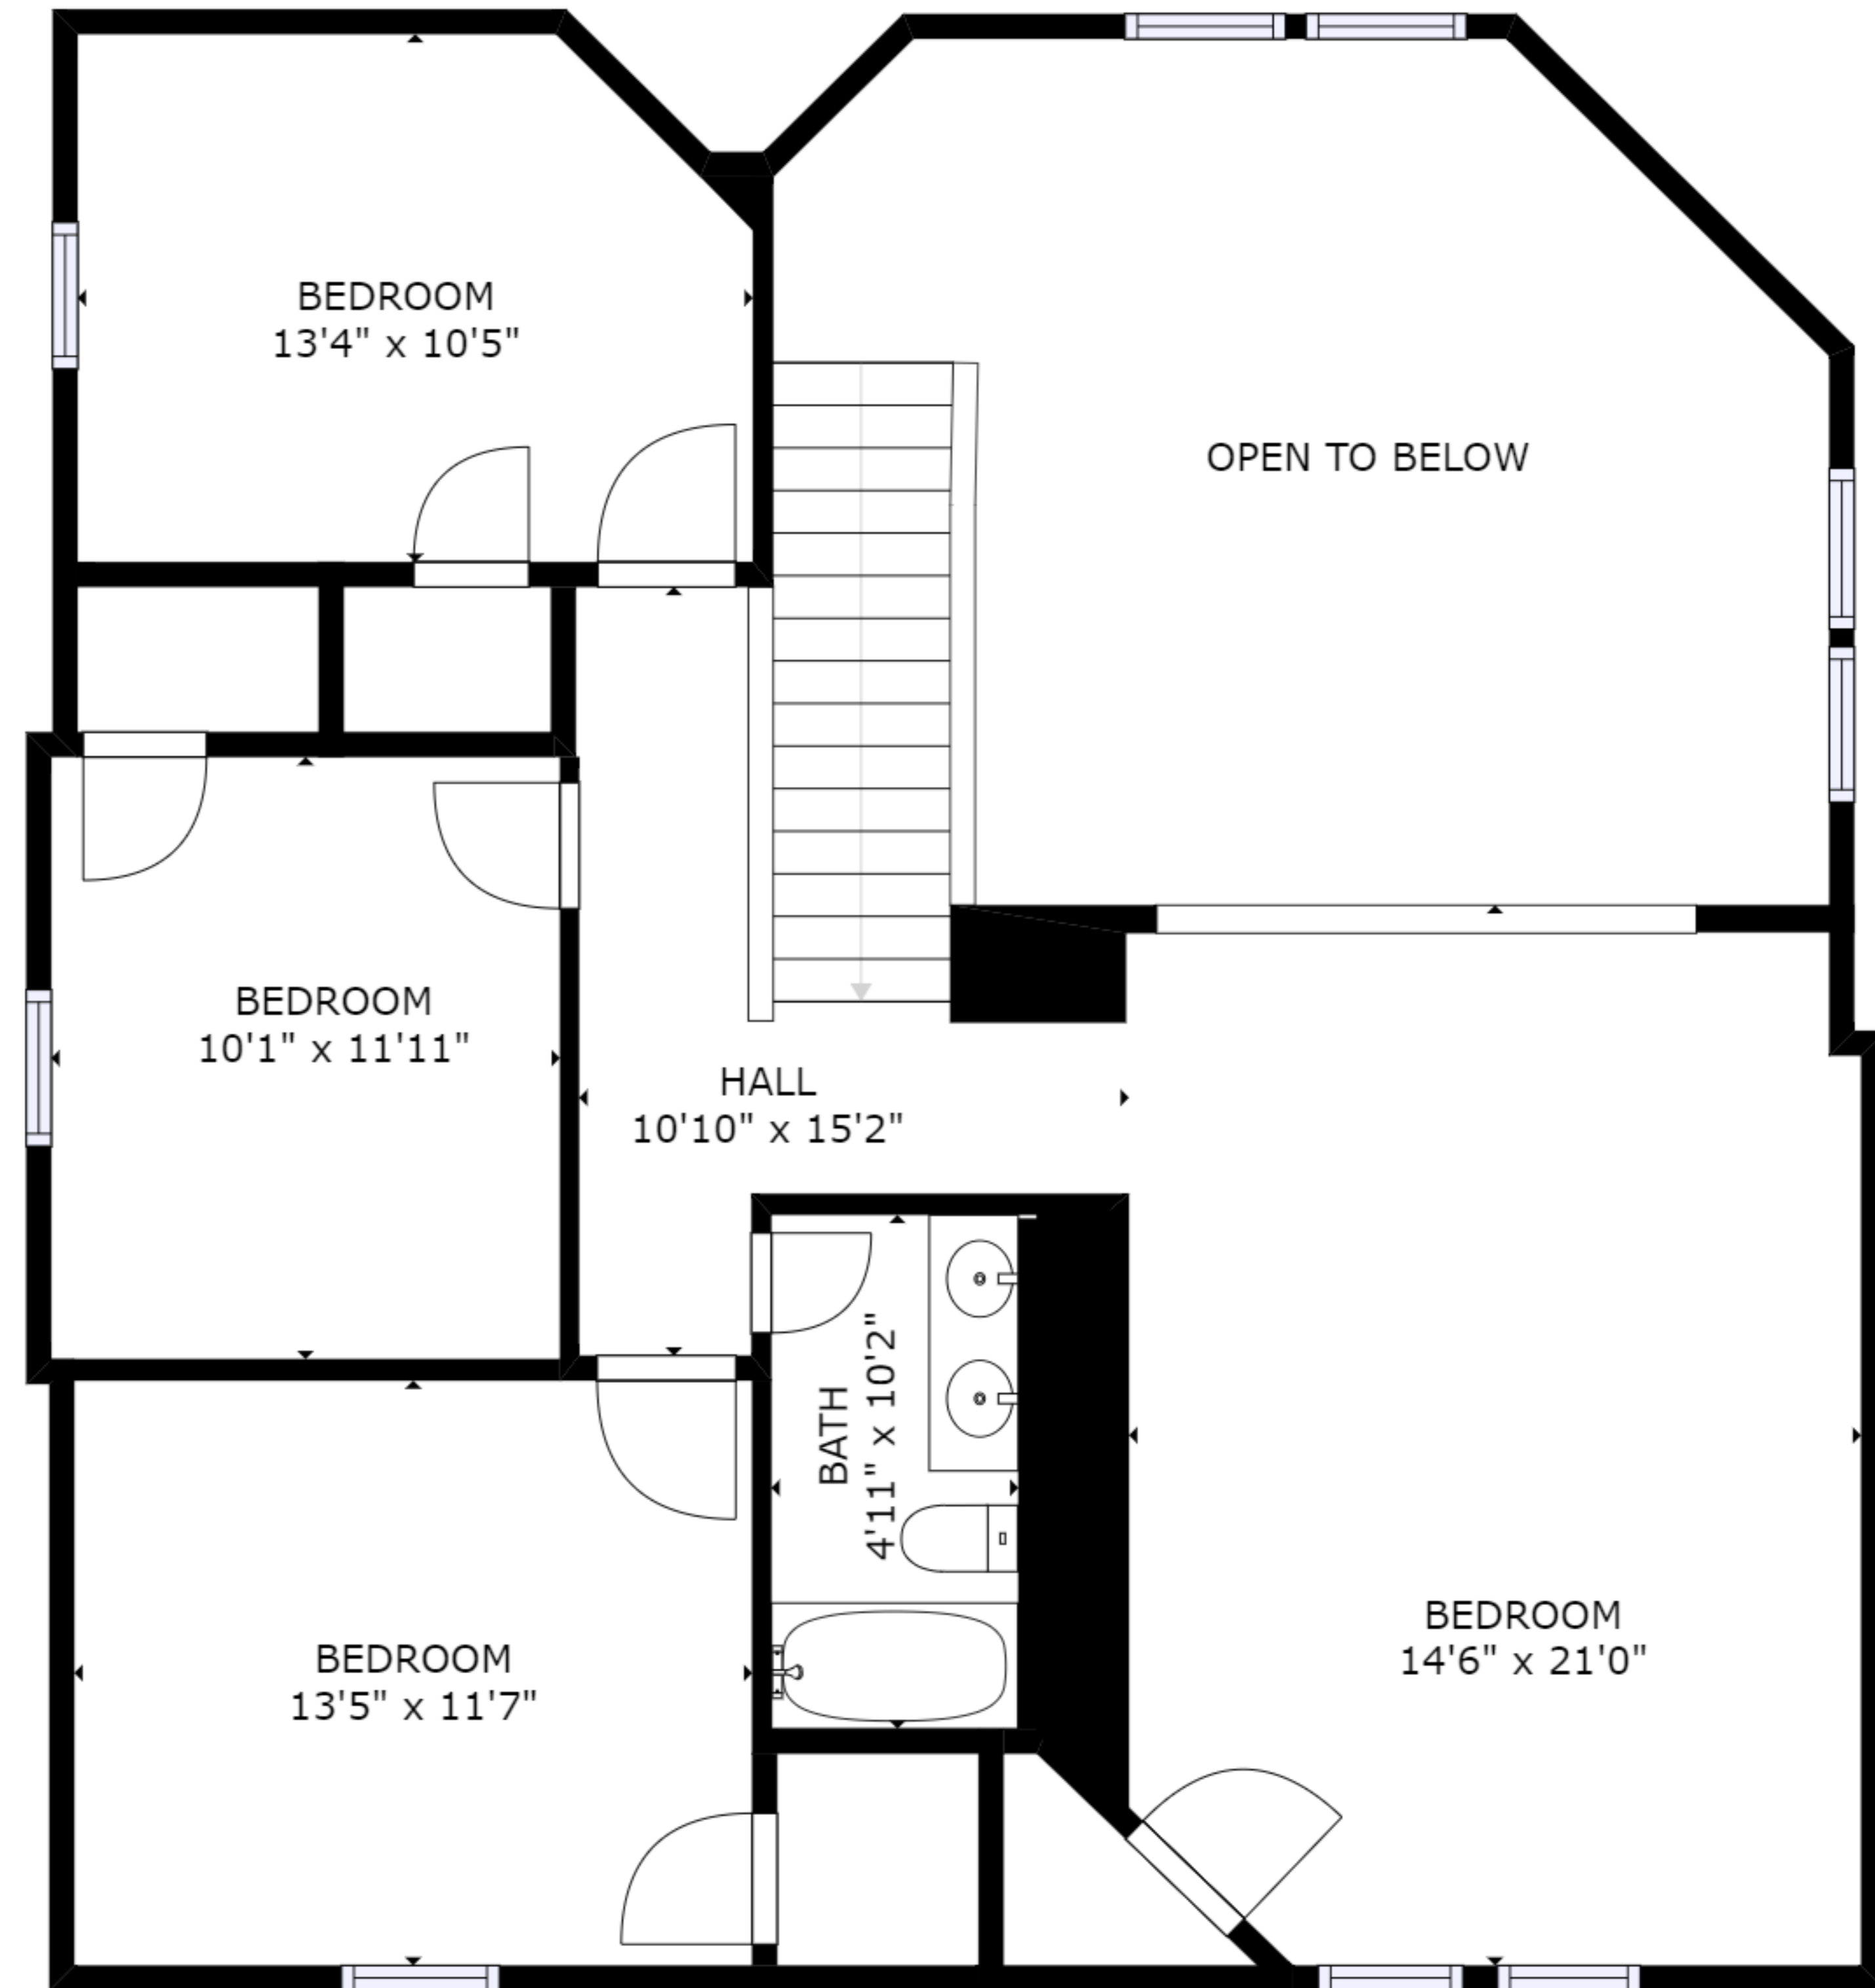 BEDROOM
13'4" x 10'5"
OPEN TO BELOW
BEDROOM
10'1" x 11'11"
HALL
10'10" x 15'2"
BATH
4'11" x 10'2"
BEDROOM
14'6" x 21'0"
BEDROOM
13'5" x 11'7"